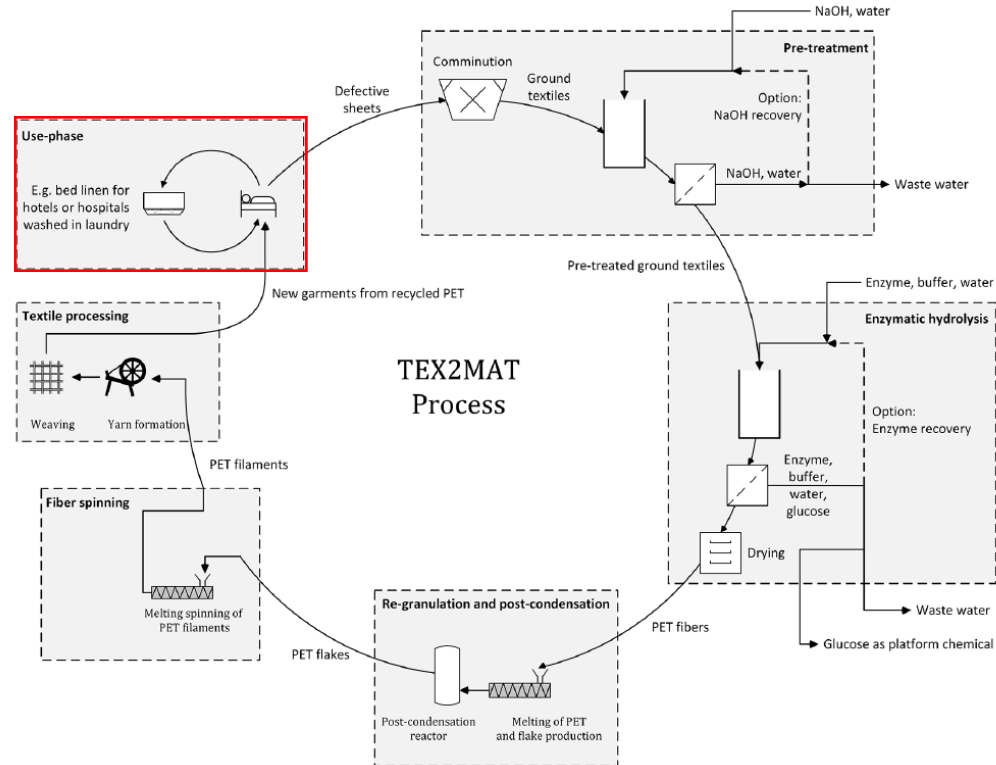 NaOH, water
Pre-treatment
Comminution
Ground
textiles
Defective
sheets
Option:
NaOH recovery
NaOH, water
Waste water
Use-phase
E.g. bed linen for
hotels or hospitals
washed in laundry
Pre-treated ground textiles
Enzyme, buffer, water
Enzymatic hydrolysis
New garments from recycled PET
Textile processing
Weaving
Yarn formation
TEX2MAT
Process
Option:
Enzyme recovery
Enzyme,
buffer,
water,
glucose
PET filaments
Fiber spinning
Drying
Melting spinning of
PET filaments
Re-granulation and post-condensation
PET fibers
Waste water
Glucose as platform chemical
PET flakes
Post-condensation
reactor
Melting of PET
and flake production